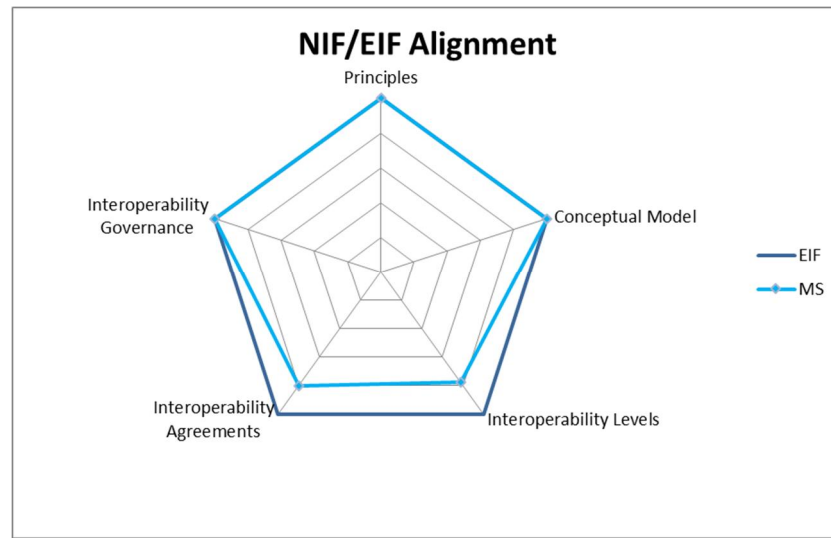 NIF/EIF Alignment
Principles
Interoperability
Governance
Conceptual Model
EIF
MS
Interoperability
Agreements
Interoperability Levels